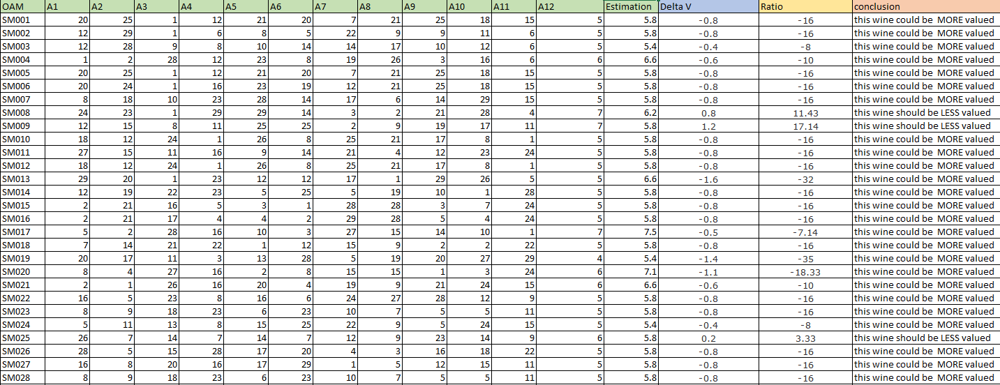 OAM A1 A2 A3 A4 A5 A6 A7 A8 A9 A10 A11 A12 Estimation Delta V Ratio conclusion
SM001 20 25 1 12 21 20 7 21 25 18 15 5 5.8 -0.8 -16 this wine could be  MORE valued
SM002 12 29 1 6 8 5 22 9 9 11 6 5 5.8 -0.8 -16 this wine could be  MORE valued
SM003 12 28 9 8 10 14 14 17 10 12 6 5 5.4 -0.4 -8 this wine could be  MORE valued
SM004 1 2 28 12 23 8 19 26 3 16 6 6 6.6 -0.6 -10 this wine could be  MORE valued
SM005 20 25 1 12 21 20 7 21 25 18 15 5 5.8 -0.8 -16 this wine could be  MORE valued
SM006 20 24 1 16 23 19 12 21 25 18 15 5 5.8 -0.8 -16 this wine could be  MORE valued
SM007 8 18 10 23 28 14 17 6 14 29 15 5 5.8 -0.8 -16 this wine could be  MORE valued
SM008 24 23 1 29 29 14 3 2 21 28 4 7 6.2 0.8 11.43 this wine should be LESS valued
SM009 12 15 8 11 25 25 2 9 19 17 11 7 5.8 1.2 17.14 this wine should be LESS valued
SM010 18 12 24 1 26 8 25 21 17 8 1 5 5.8 -0.8 -16 this wine could be  MORE valued
SM011 27 15 11 16 9 14 21 4 12 23 24 5 5.8 -0.8 -16 this wine could be  MORE valued
SM012 18 12 24 1 26 8 25 21 17 8 1 5 5.8 -0.8 -16 this wine could be  MORE valued
SM013 29 20 1 23 12 12 17 1 29 26 5 5 6.6 -1.6 -32 this wine could be  MORE valued
SM014 12 19 22 23 5 25 5 19 10 1 28 5 5.8 -0.8 -16 this wine could be  MORE valued
SM015 2 21 16 5 3 1 28 28 3 7 24 5 5.8 -0.8 -16 this wine could be  MORE valued
SM016 2 21 17 4 4 2 29 28 5 4 24 5 5.8 -0.8 -16 this wine could be  MORE valued
SM017 5 2 28 16 10 3 27 15 14 10 1 7 7.5 -0.5 -7.14 this wine could be  MORE valued
SM018 7 14 21 22 1 12 15 9 2 2 22 5 5.8 -0.8 -16 this wine could be  MORE valued
SM019 20 17 11 3 13 28 5 19 20 27 29 4 5.4 -1.4 -35 this wine could be  MORE valued
SM020 8 4 27 16 2 8 15 15 1 3 24 6 7.1 -1.1 -18.33 this wine could be  MORE valued
SM021 2 1 26 16 20 4 19 9 21 24 15 6 6.6 -0.6 -10 this wine could be  MORE valued
SM022 16 5 23 8 16 6 24 27 28 12 9 5 5.8 -0.8 -16 this wine could be  MORE valued
SM023 8 9 18 23 6 23 10 7 5 5 11 5 5.8 -0.8 -16 this wine could be  MORE valued
SM024 5 11 13 8 15 25 22 9 5 24 15 5 5.4 -0.4 -8 this wine could be  MORE valued
SM025 26 7 14 7 14 7 12 9 23 14 9 6 5.8 0.2 3.33 this wine should be LESS valued
SM026 28 5 15 28 17 20 4 3 16 18 22 5 5.8 -0.8 -16 this wine could be  MORE valued
SM027 16 8 20 16 17 29 1 5 12 15 11 5 5.8 -0.8 -16 this wine could be  MORE valued
SM028 8 9 18 23 6 23 10 7 5 5 11 5 5.8 -0.8 -16 this wine could be  MORE valued